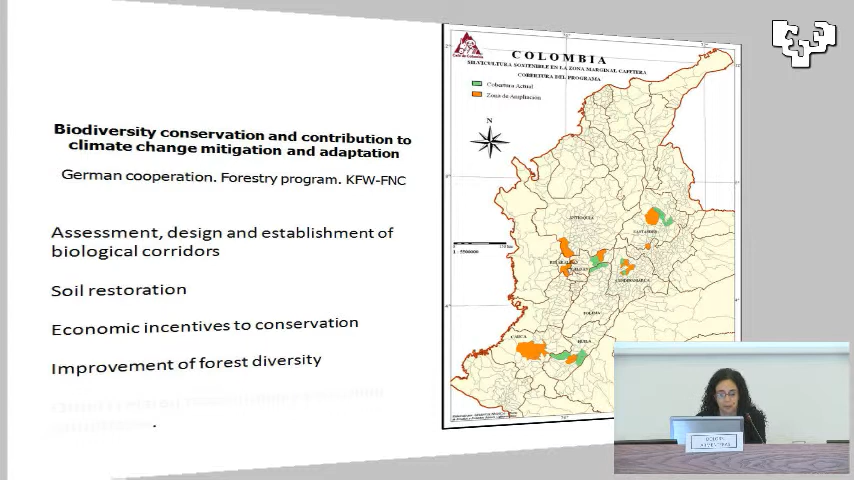 Biodiversity conservation and contribution to
climate change mitigation and adaptation
German cooperation. Forestry program. KFW-FNC
Assessment, design and establishment of
biological corridors
Soil restoration
Economic incentives to conservation
Improvement of forest diversity
COLOMBIA
SILVICULTURA SOSTENIBLE EN LA ZONA MARGINAL CAFETERA
COBERTURA DEL PROGRAMA
Cobertura Actual
Zona de Ampliación
N
ANTIOQUIA
SANTANDER
RISARALDA
CUNDINAMARCA
TOLIMA
CAUCA
HUILA